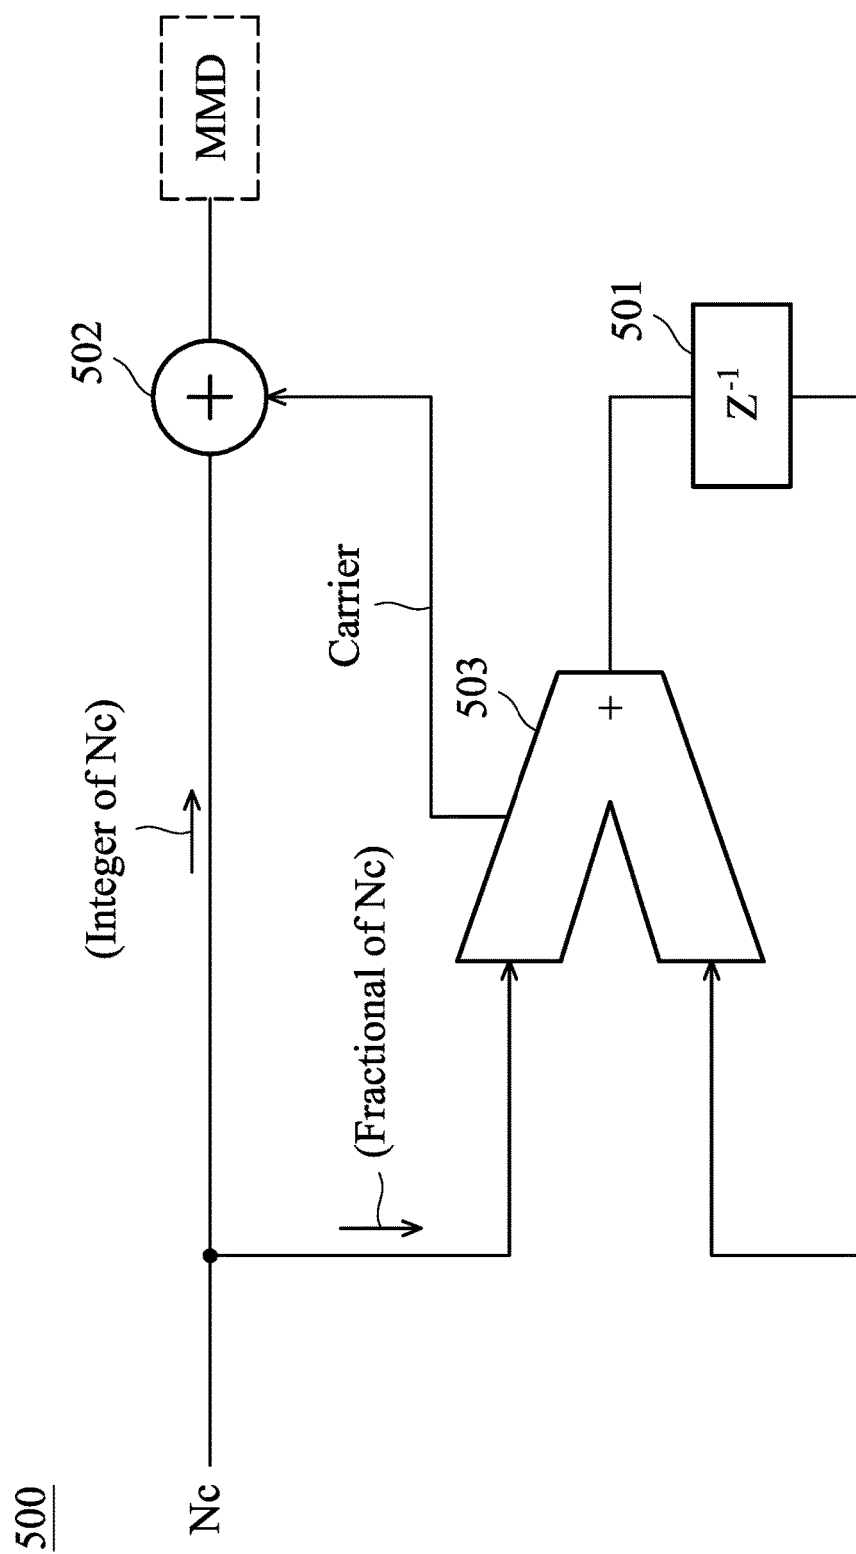 500
Nc
(Integer of Nc)
502
+
MMD
(Fractional of Nc)
Carrier
503
+
501
Z-1